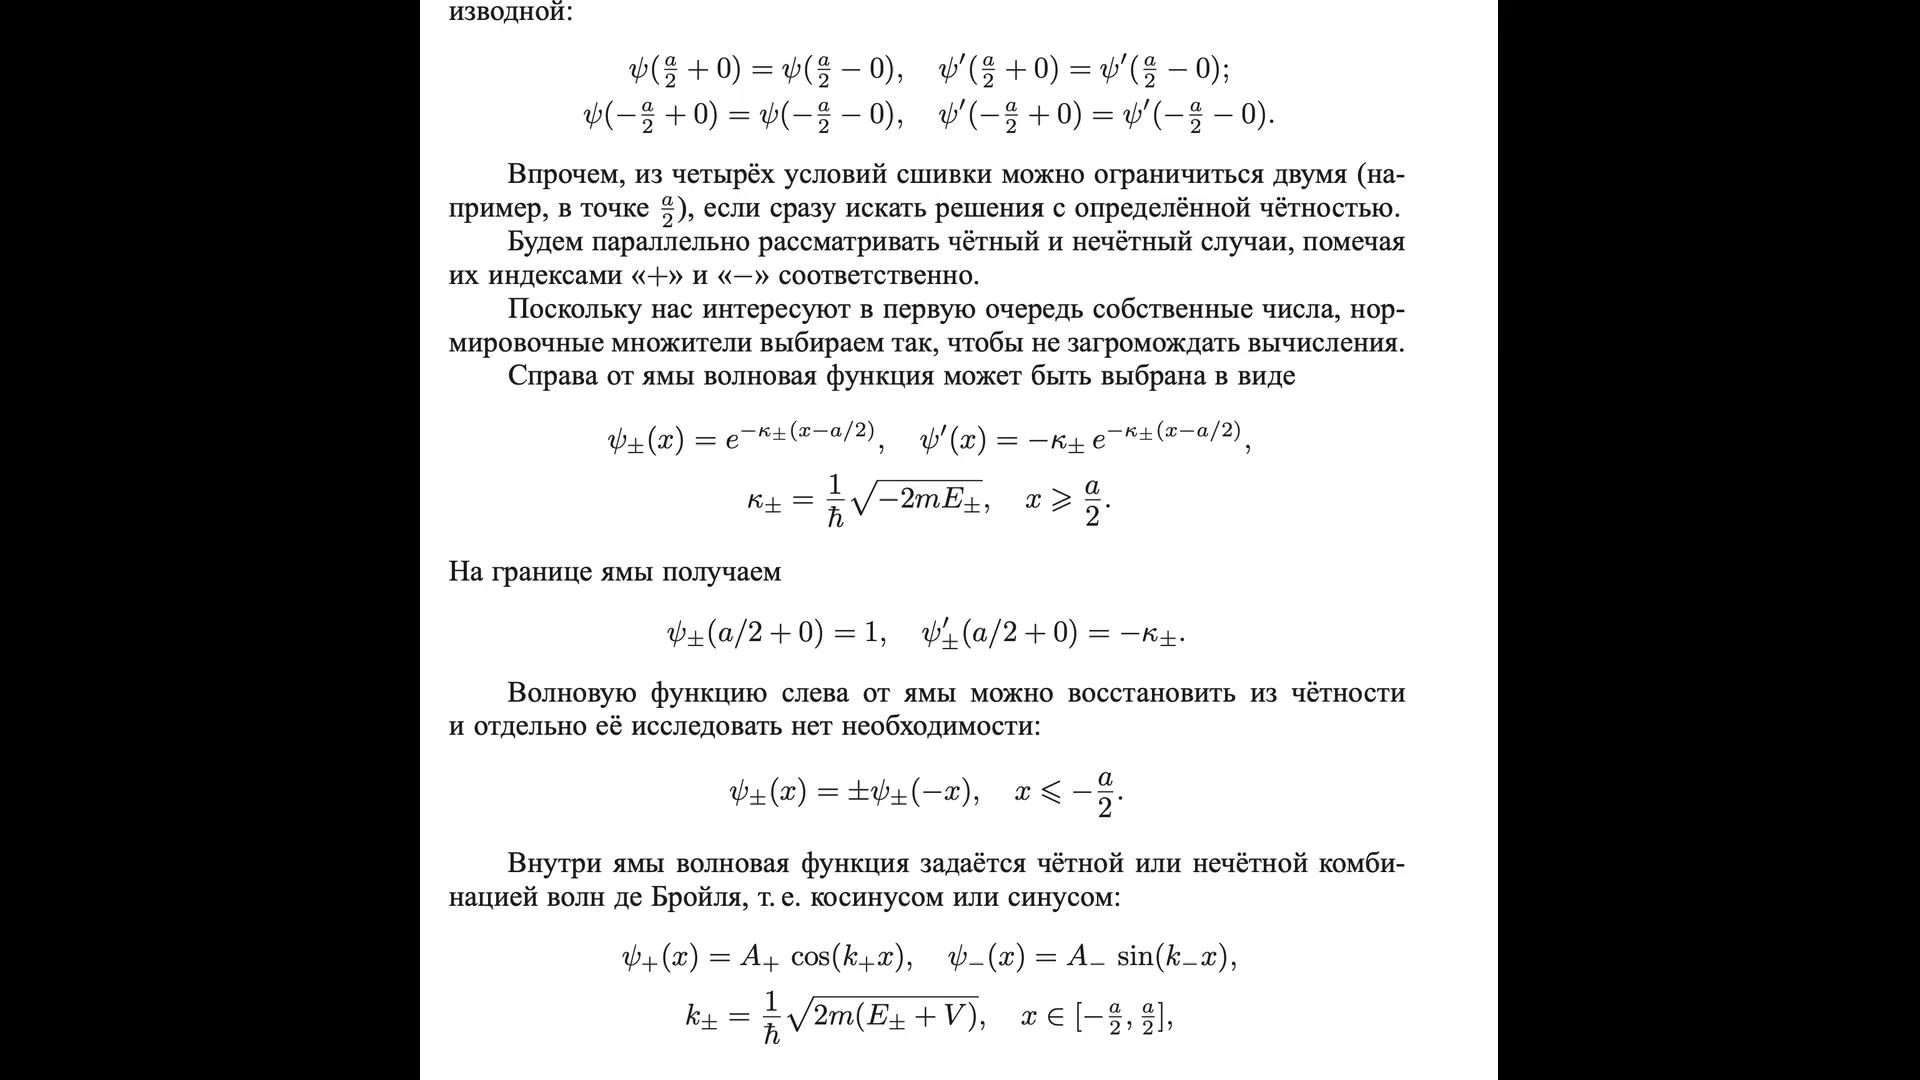 изводной:
ψ(a/2 + 0) = ψ(a/2 − 0), ψ′(a/2 + 0) = ψ′(a/2 − 0);
ψ(−a/2 + 0) = ψ(−a/2 − 0), ψ′(−a/2 + 0) = ψ′(−a/2 − 0).
Впрочем, из четырёх условий сшивки можно ограничиться двумя (на-
пример, в точке a/2), если сразу искать решения с определённой чётностью.
Будем параллельно рассматривать чётный и нечётный случаи, помечая
их индексами «+» и «−» соответственно.
Поскольку нас интересуют в первую очередь собственные числа, нор-
мировочные множители выбираем так, чтобы не загромождать вычисления.
Справа от ямы волновая функция может быть выбрана в виде
ψ±(x) = e^{−κ±(x−a/2)}, ψ′(x) = −κ± e^{−κ±(x−a/2)},
κ± = 1/ħ √(−2mE±), x ⩾ a/2.
На границе ямы получаем
ψ±(a/2 + 0) = 1, ψ′±(a/2 + 0) = −κ±.
Волновую функцию слева от ямы можно восстановить из чётности
и отдельно её исследовать нет необходимости:
ψ±(x) = ±ψ±(−x), x ⩽ −a/2.
Внутри ямы волновая функция задаётся чётной или нечётной комби-
нацией волн де Бройля, т. е. косинусом или синусом:
ψ₊(x) = A₊ cos(k₊x), ψ₋(x) = A₋ sin(k₋x),
k± = 1/ħ √(2m(E± + V)), x ∈ [−a/2, a/2],